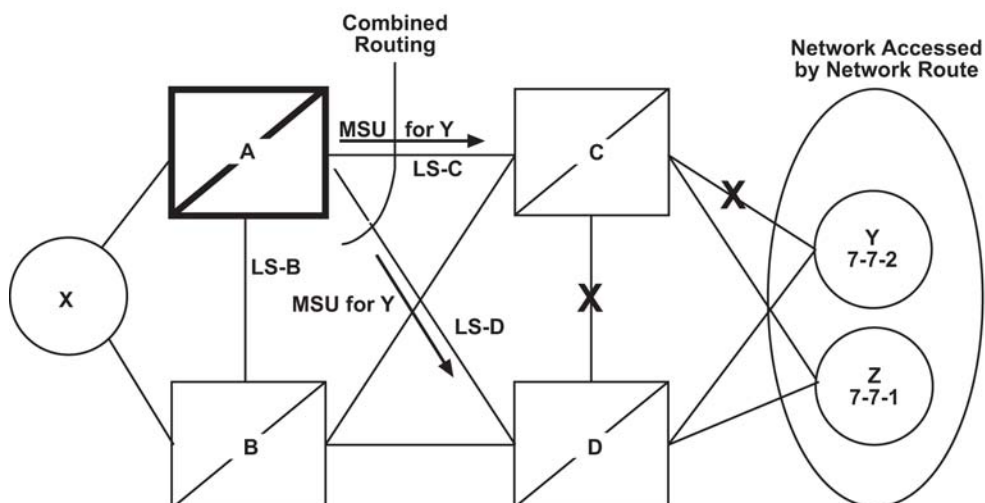 Combined
Routing
Network Accessed
by Network Route
MSU for Y
A
C
LS-C
X
Y
7-7-2
LS-B
X
MSU for Y
X
LS-D
Z
7-7-1
B
D